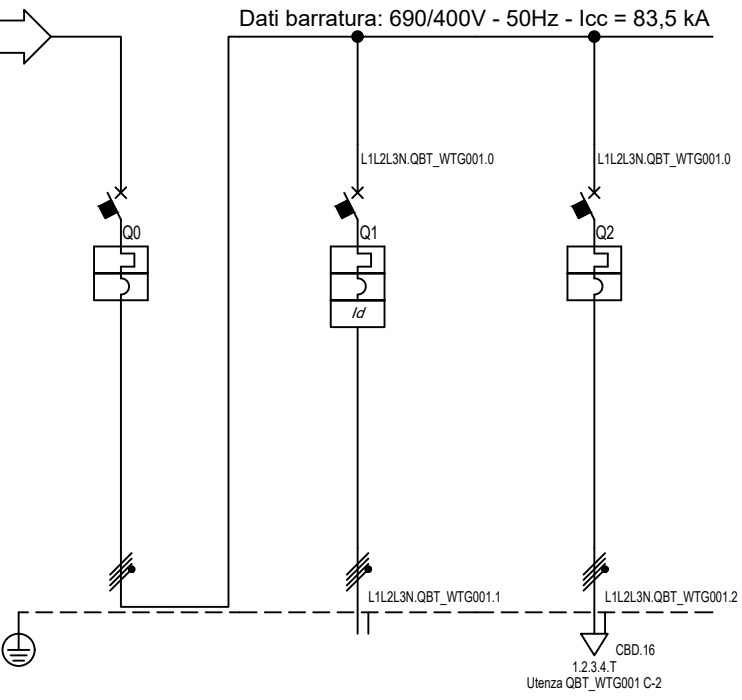 Dati barratura: 690/400V - 50Hz - Icc = 83,5 kA
L1L2L3N.QBT_WTG001.0
L1L2L3N.QBT_WTG001.0
Q0
Q1
Q2
Id
L1L2L3N.QBT_WTG001.1
L1L2L3N.QBT_WTG001.2
CBD.16
1.2.3.4.T
Utenza QBT_WTG001 C-2